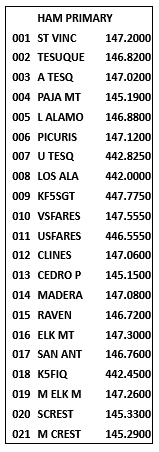 HAM PRIMARY
001 ST VINC 147.2000
002 TESUQUE 146.8200
003 A TESQ 147.0200
004 PAJA MT 145.1900
005 L ALAMO 146.8800
006 PICURIS 147.1200
007 U TESQ 442.8250
008 LOS ALA 442.0000
009 KF5SGT 447.7750
010 VSFARES 147.5550
011 USFARES 446.5550
012 CLINES 147.0600
013 CEDRO P 145.1500
014 MADERA 147.0800
015 RAVEN 146.7200
016 ELK MT 147.3000
017 SAN ANT 146.7600
018 K5FIQ 442.4500
019 M ELK M 147.2600
020 SCREST 145.3300
021 M CREST 145.2900